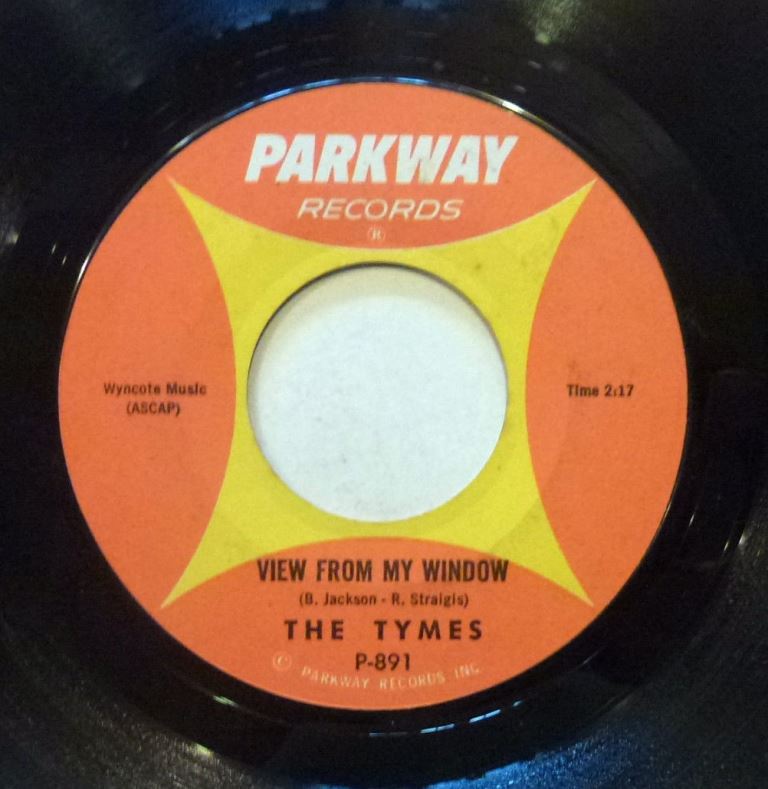 PARKWAY
RECORDS
®
Wyncote Music
(ASCAP)
Time 2:17
VIEW FROM MY WINDOW
(B. Jackson - R. Straigis)
THE TYMES
P-891
© PARKWAY RECORDS INC.